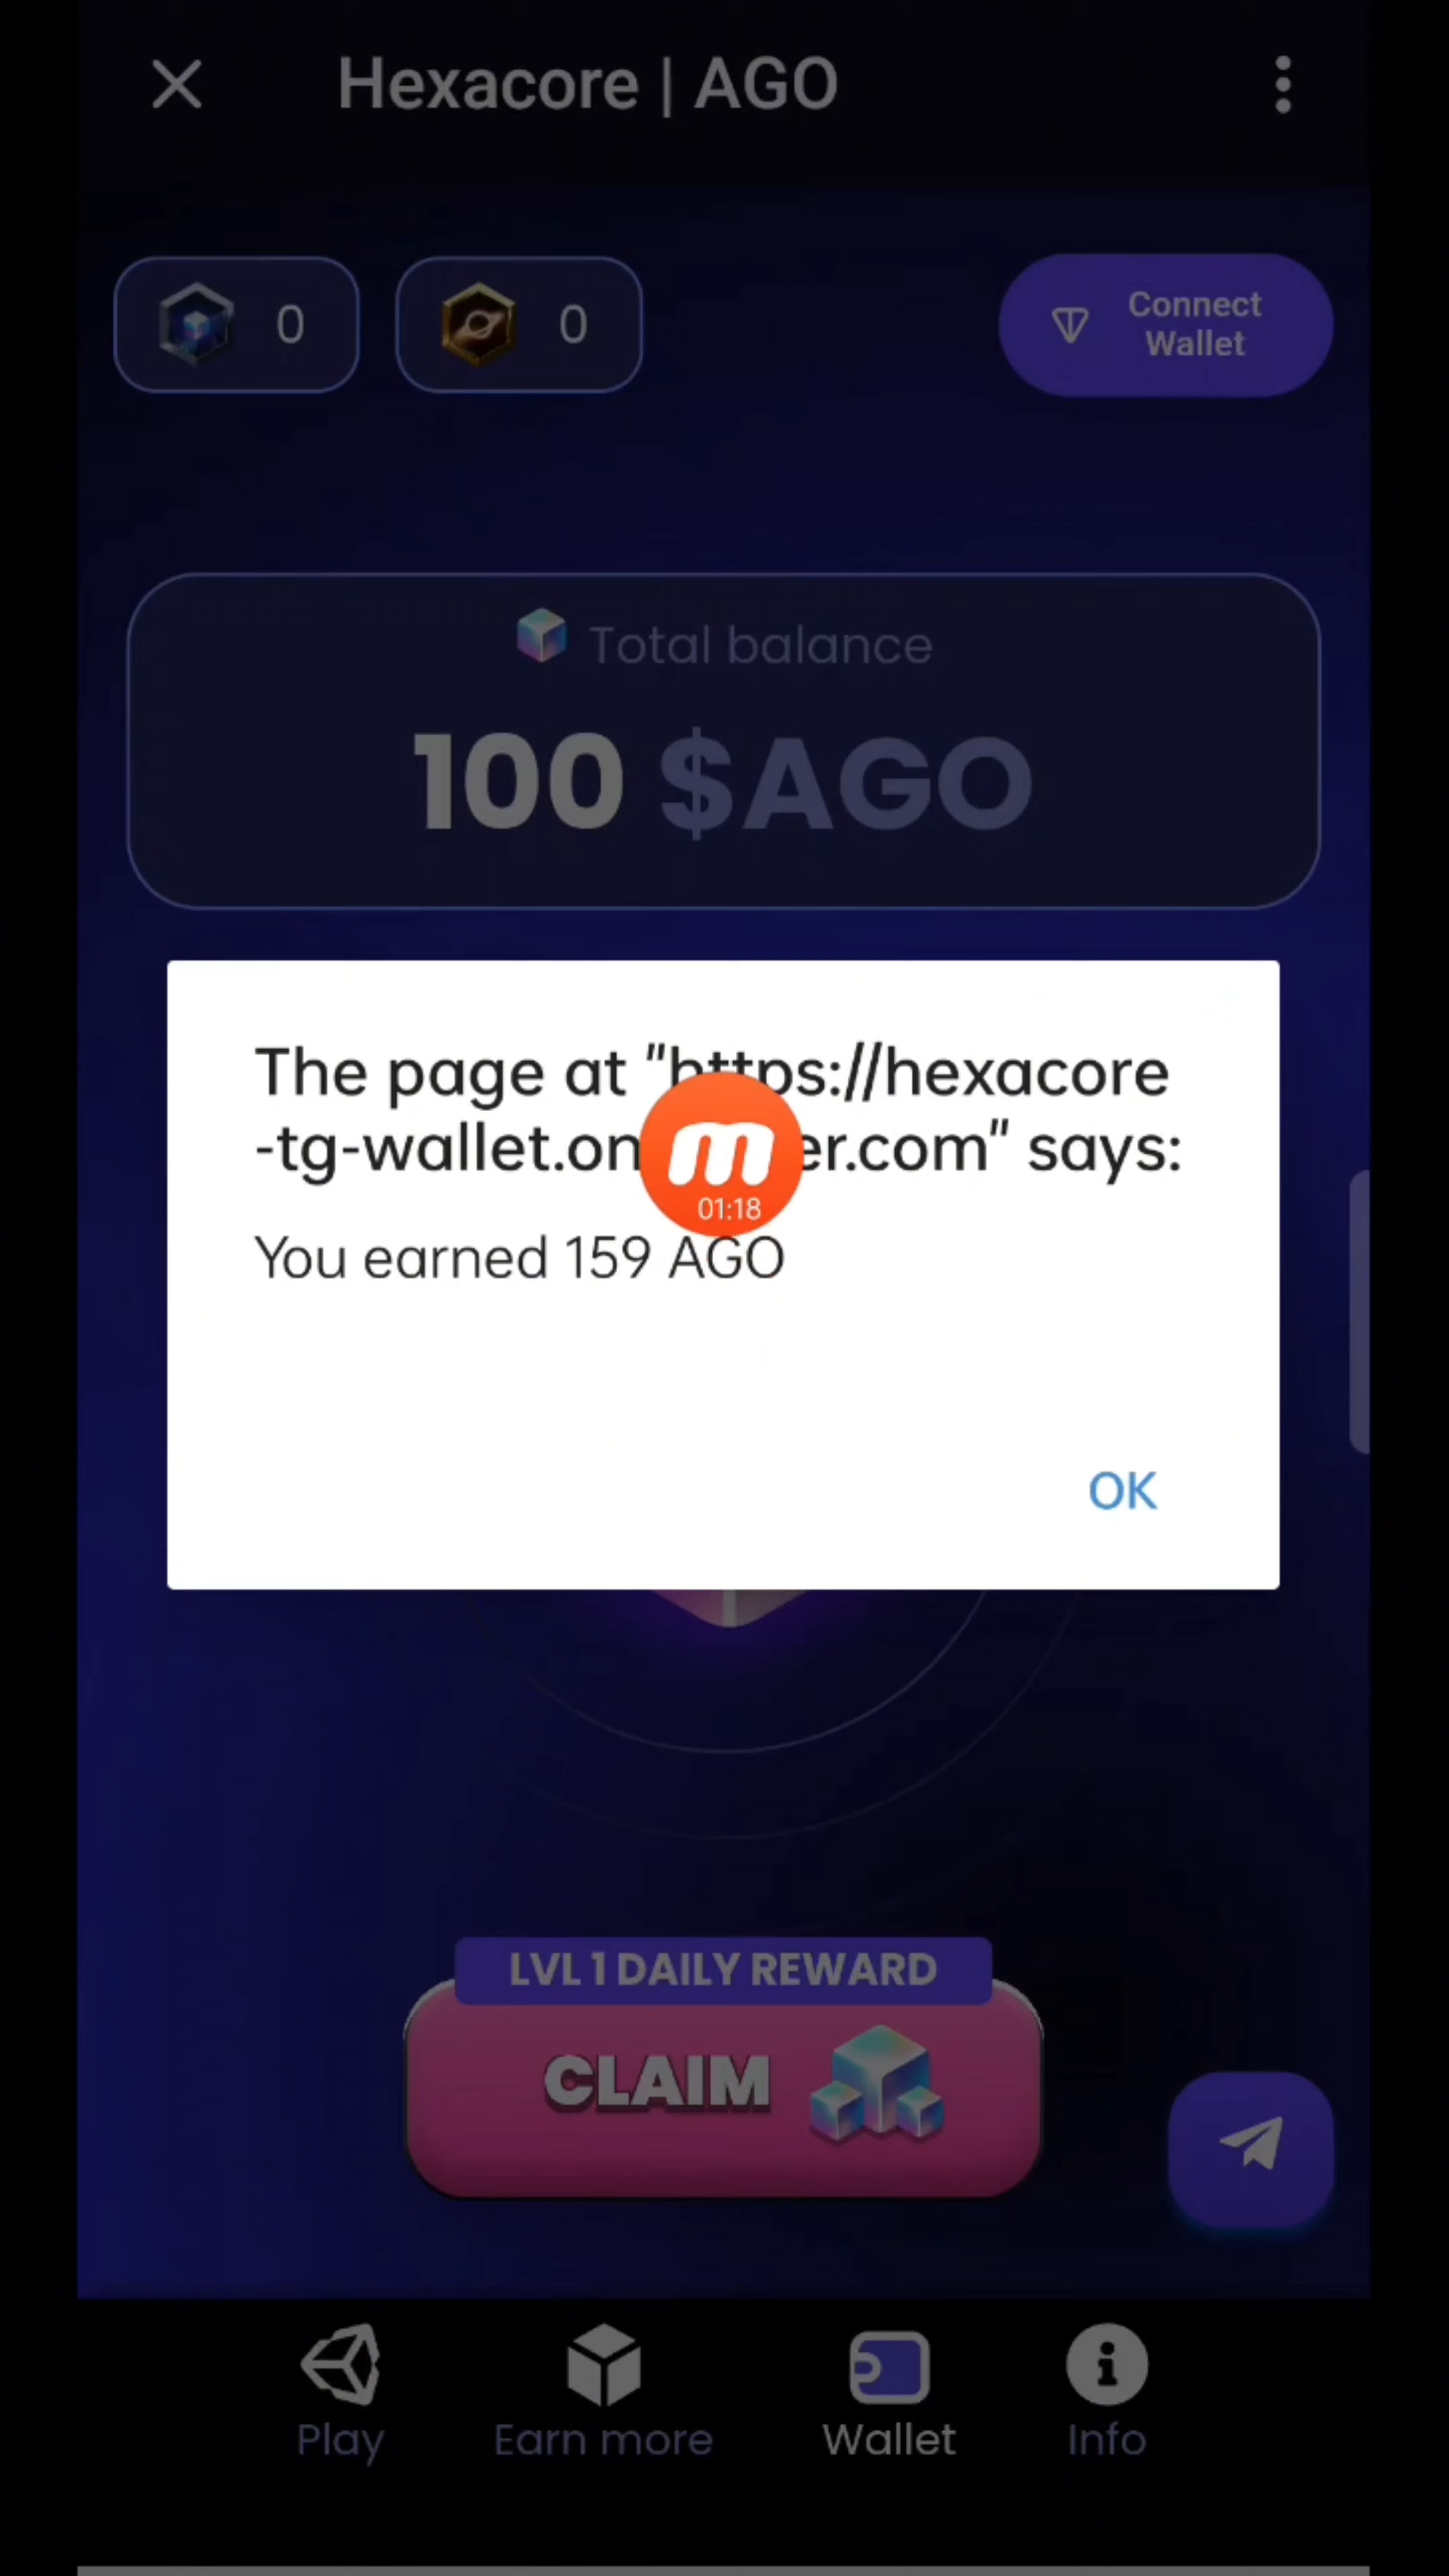 Hexacore | AGO
0
0
Connect
Wallet
Total balance
100 $AGO
The page at "https://hexacore
-tg-wallet.on er.com" says:
m
01:18
You earned 159 AGO
OK
LVL 1 DAILY REWARD
CLAIM
Play
Earn more
Wallet
Info